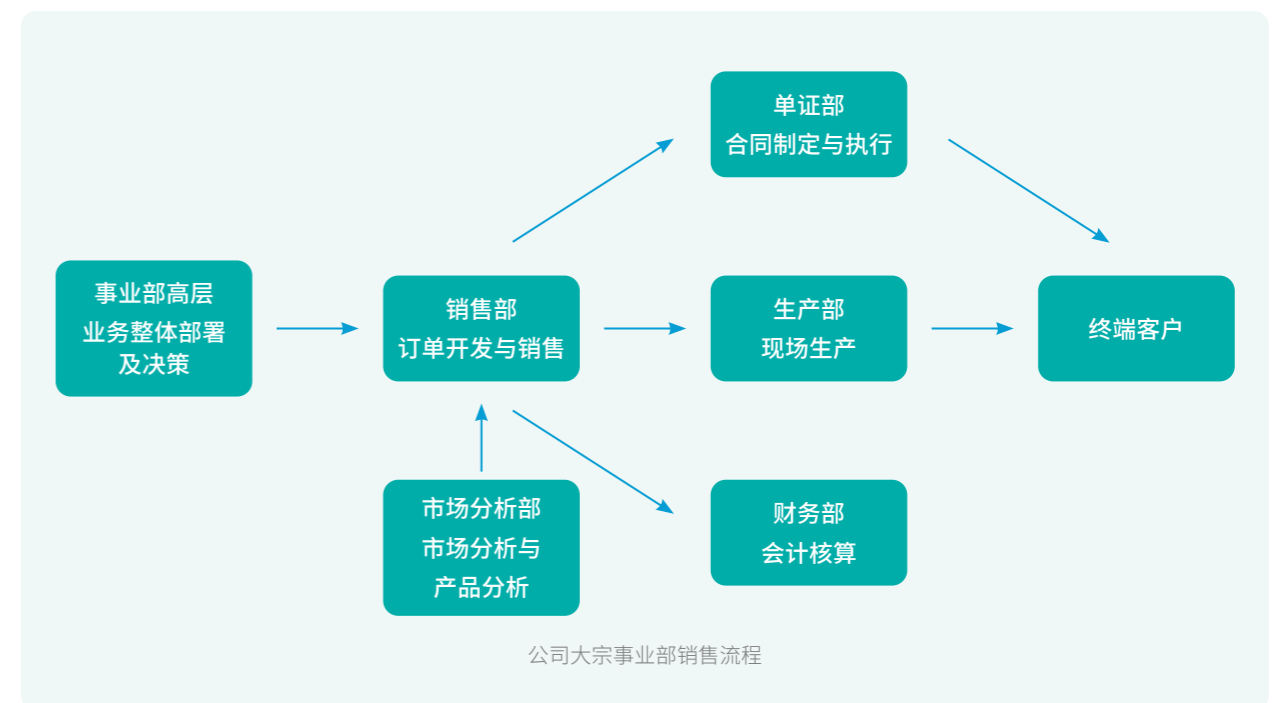 单证部
合同制定与执行
事业部高层
业务整体部署
及决策
销售部
订单开发与销售
生产部
现场生产
终端客户
市场分析部
市场分析与
产品分析
财务部
会计核算
公司大宗事业部销售流程